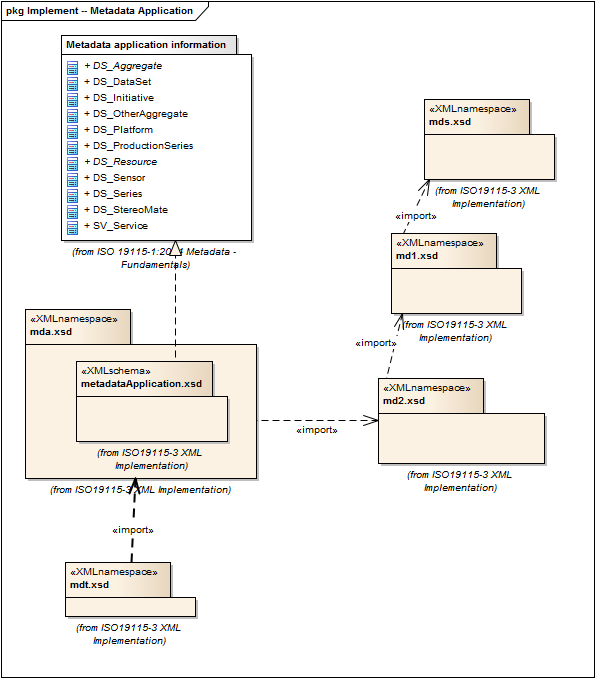 pkg Implement -- Metadata Application
Metadata application information
+ DS_Aggregate
+ DS_DataSet
+ DS_Initiative
+ DS_OtherAggregate
+ DS_Platform
+ DS_ProductionSeries
+ DS_Resource
+ DS_Sensor
+ DS_Series
+ DS_StereoMate
+ SV_Service
(from ISO 19115-1:20 4 Metadata -
Fundamentals)
«XMLnamespace»
mds.xsd
(from ISO19115-3 XML
Implementation)
«import»
«XMLnamespace»
md1.xsd
(from ISO19115-3 XML
Implementation)
«import»
«XMLnamespace»
mda.xsd
«XMLschema»
metadataApplication.xsd
(from ISO19115-3 XML
Implementation)
(from ISO19115-3 XML Implementation)
«import»
«XMLnamespace»
md2.xsd
(from ISO19115-3 XML
Implementation)
«import»
«XMLnamespace»
mdt.xsd
(from ISO19115-3 XML
Implementation)